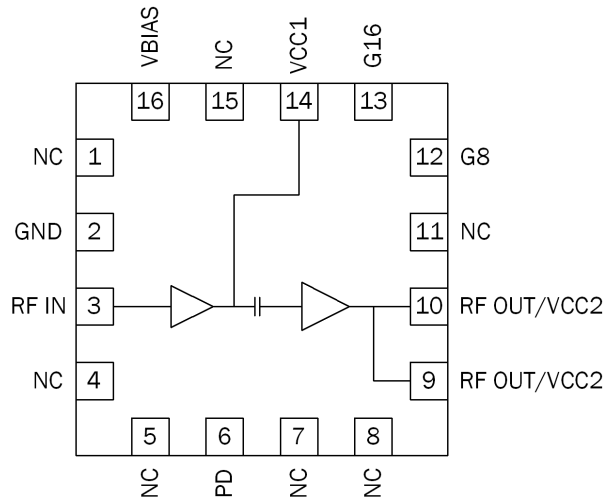 VBIAS NC VCC1 G16
16 15 14 13
NC 1 12 G8
GND 2 11 NC
RF IN 3 10 RF OUT/VCC2
NC 4 9 RF OUT/VCC2
5 6 7 8
NC PD NC NC